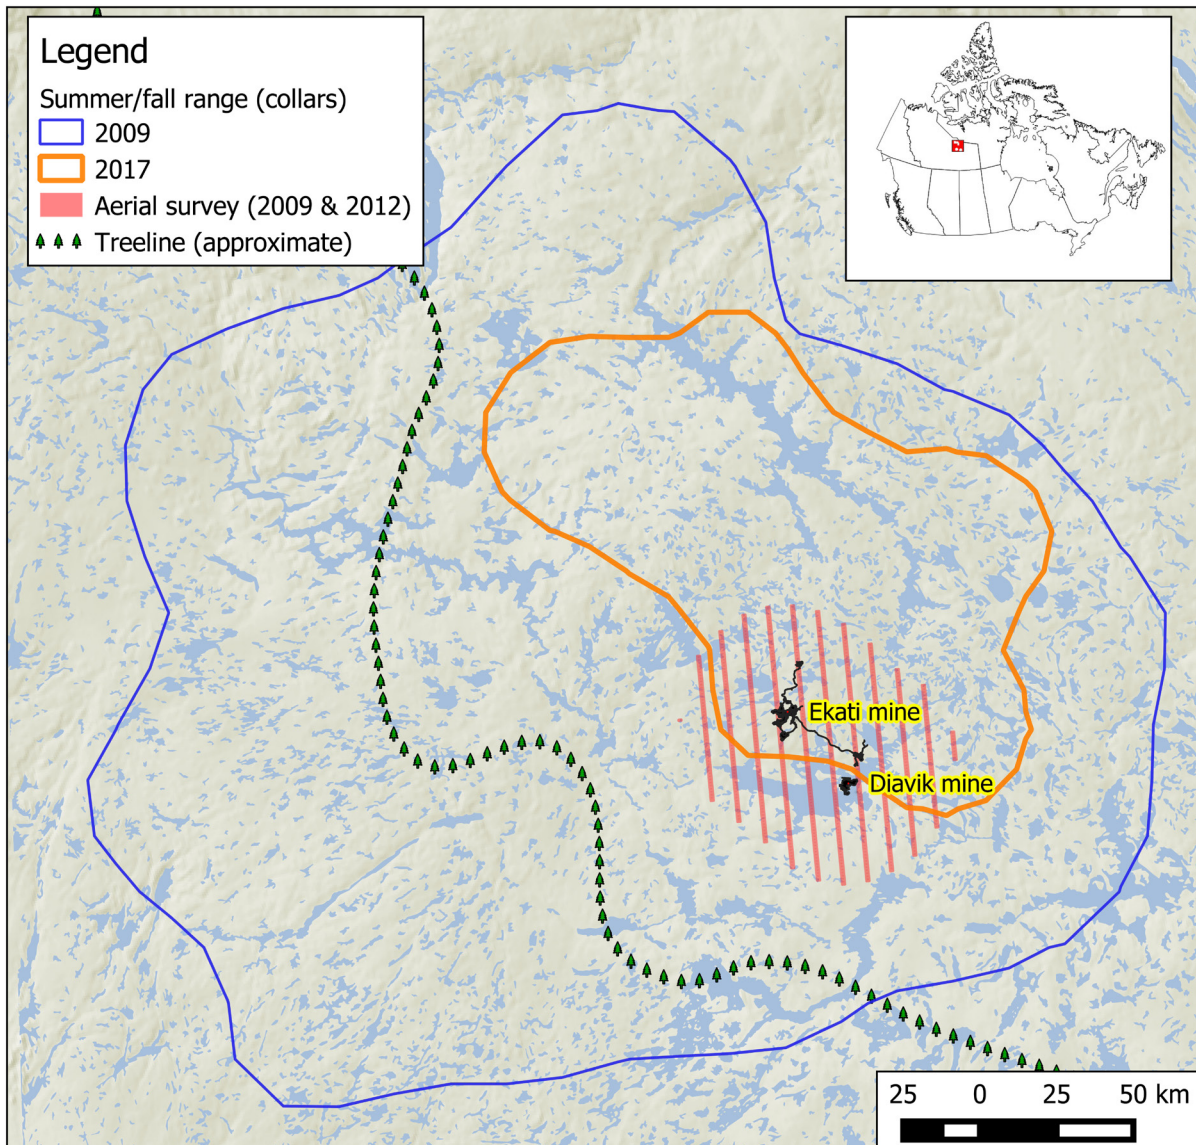 Legend
Summer/fall range (collars)
2009
2017
Aerial survey (2009 & 2012)
Treeline (approximate)
Ekati mine
Diavik mine
25 0 25 50 km